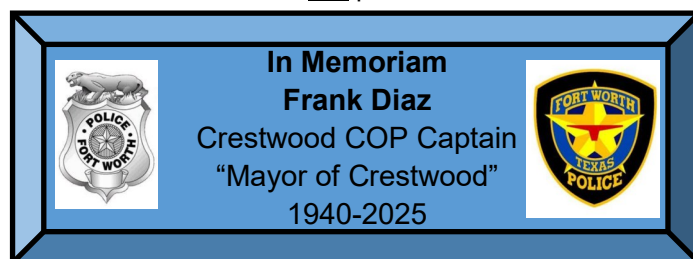 In Memoriam
Frank Diaz
Crestwood COP Captain
“Mayor of Crestwood”
1940-2025
POLICE
FORT WORTH
FORT WORTH
TEXAS
POLICE